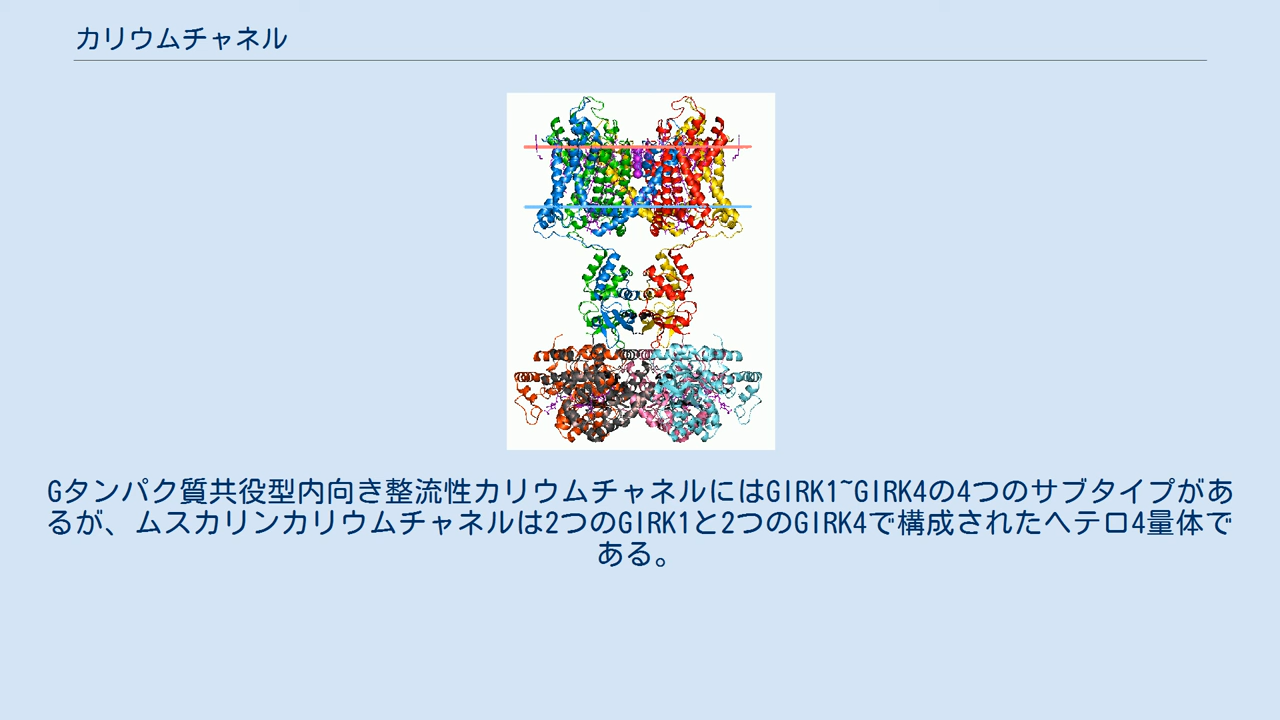 カリウムチャネル
Gタンパク質共役型内向き整流性カリウムチャネルにはGIRK1~GIRK4の4つのサブタイプがあ
るが、ムスカリンカリウムチャネルは2つのGIRK1と2つのGIRK4で構成されたヘテロ4量体で
ある。